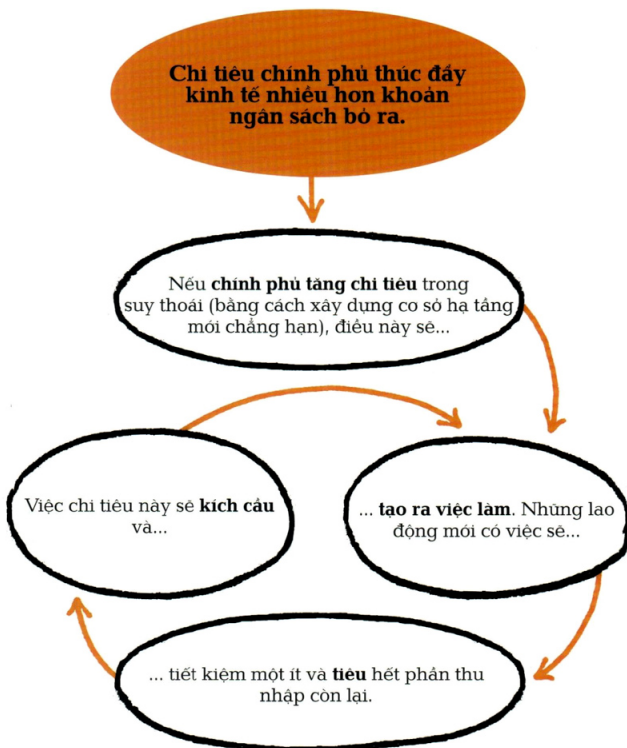 Chi tiêu chính phủ thúc đẩy
kinh tế nhiều hơn khoản
ngân sách bỏ ra.
Nếu chính phủ tăng chi tiêu trong
suy thoái (bằng cách xây dựng cơ sở hạ tầng
mới chẳng hạn), điều này sẽ...
... tạo ra việc làm. Những lao
động mới có việc sẽ...
... tiết kiệm một ít và tiêu hết phần thu
nhập còn lại.
Việc chi tiêu này sẽ kích cầu
và...